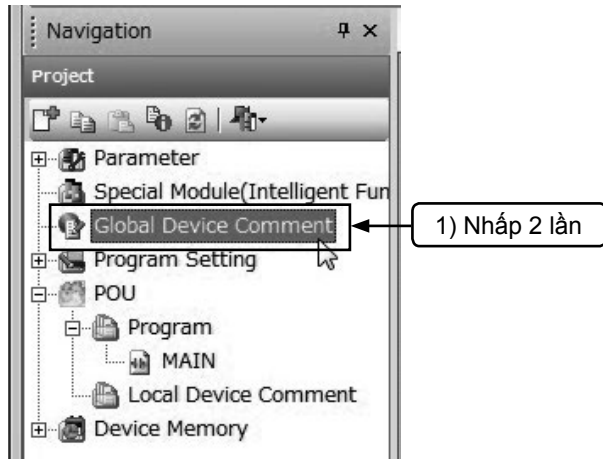 Navigation
Project
Parameter
Special Module(Intelligent Fun
Global Device Comment
1) Nhấp 2 lần
Program Setting
POU
Program
MAIN
Local Device Comment
Device Memory